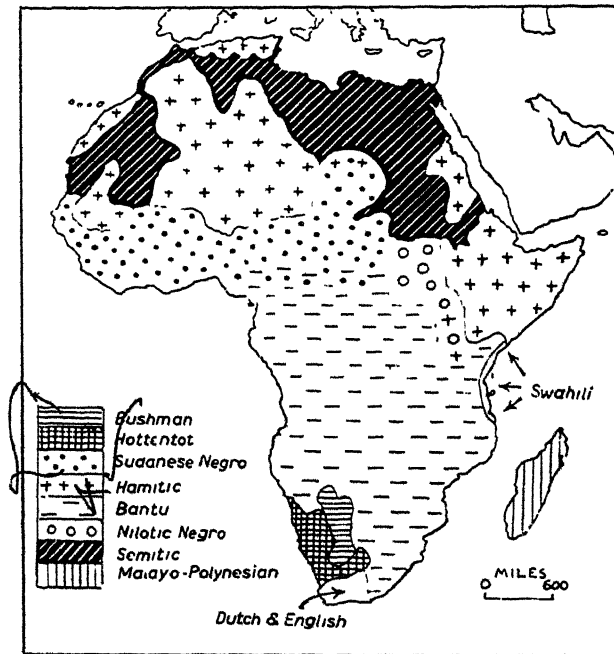 Swahili
Bushman
Hottentot
Sudanese Negro
Hamitic
Bantu
Nilotic Negro
Semitic
Malayo-Polynesian
0 MILES 600
Dutch & English